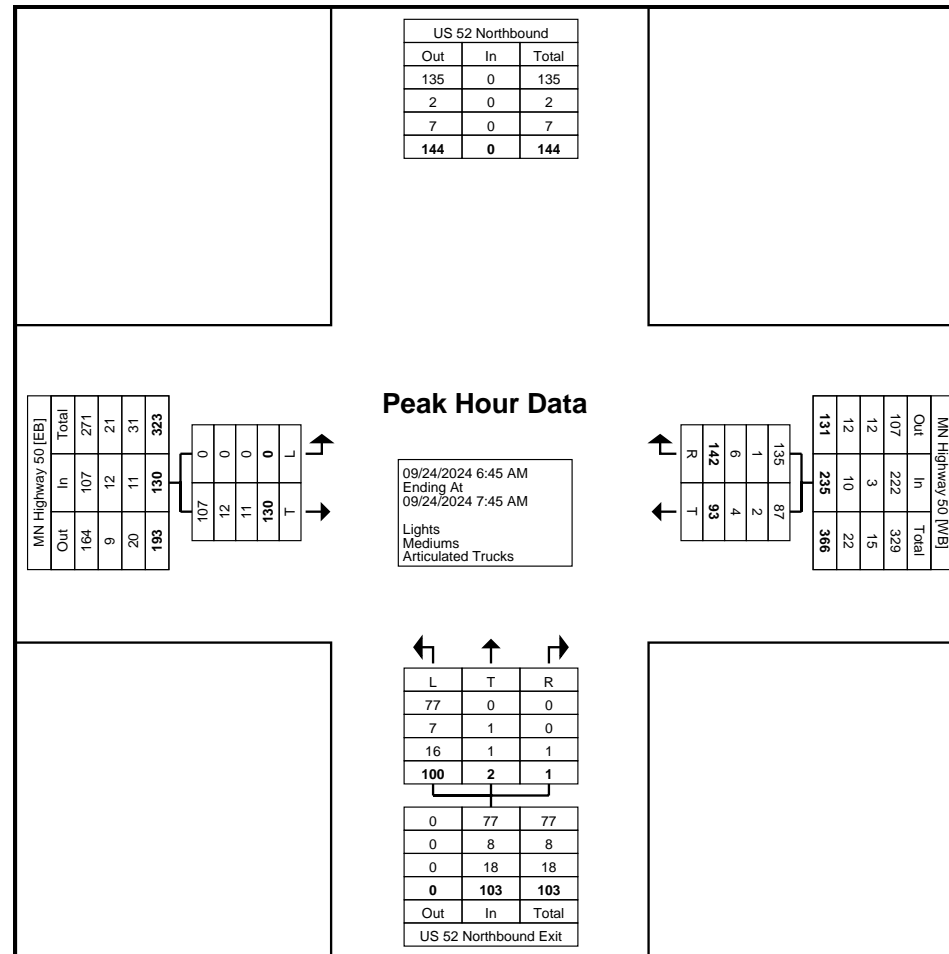 US 52 Northbound
Out In Total
135 0 135
2 0 2
7 0 7
144 0 144
Peak Hour Data
MN Highway 50 [EB]
Out In Total
164 107 271
9 12 21
20 11 31
193 130 323
L T
0 130
0 11
0 12
0 107
09/24/2024 6:45 AM
Ending At
09/24/2024 7:45 AM
Lights
Mediums
Articulated Trucks
135 87
1 2
6 4
142 93
R T
MN Highway 50 [WB]
Out In Total
107 222 329
12 3 15
12 10 22
131 235 366
L T R
77 0 0
7 1 0
16 1 1
100 2 1
0 77 77
0 8 8
0 18 18
0 103 103
Out In Total
US 52 Northbound Exit